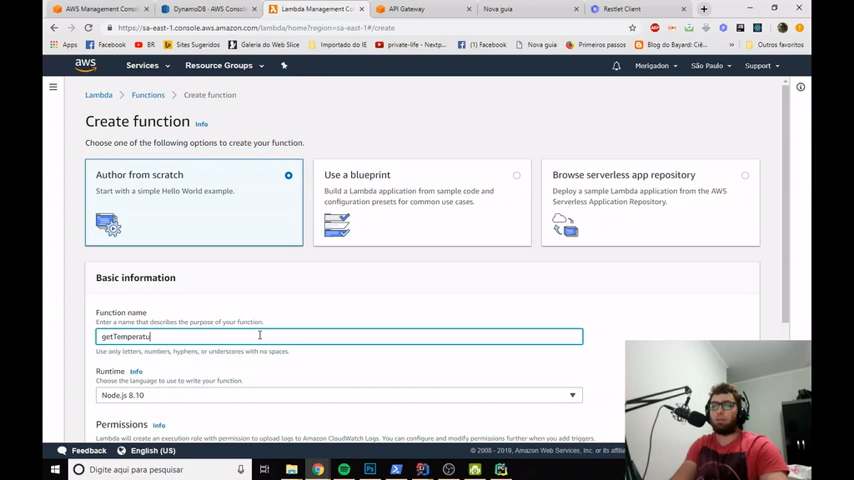 AWS Management Conso
DynamoDB - AWS Consol
Lambda Management Co
API Gateway
Nova guia
Restlet Client
https://sa-east-1.console.aws.amazon.com/lambda/home?region=sa-east-1#/create
Apps
Facebook
BR
Sites Sugeridos
Galeria do Web Slice
Importado do IE
private-life - Nextp...
(3) Facebook
Nova guia
Primeiros passos
Blog do Bayard: Ciên
Outros favoritos
aws
Services
Resource Groups
Merigadon
São Paulo
Support
Lambda > Functions > Create function
Create function Info
Choose one of the following options to create your function.
Author from scratch
Start with a simple Hello World example.
Use a blueprint
Build a Lambda application from sample code and
configuration presets for common use cases.
Browse serverless app repository
Deploy a sample Lambda application from the AWS
Serverless Application Repository.
Basic information
Function name
Enter a name that describes the purpose of your function.
getTemperatu
Use only letters, numbers, hyphens, or underscores with no spaces.
Runtime Info
Choose the language to use to write your function.
Node.js 8.10
Permissions Info
Lambda will create an execution role with permission to upload logs to Amazon CloudWatch Logs. You can configure and modify permissions further when you add triggers.
Feedback
English (US)
© 2008 - 2019, Amazon Web Services, Inc. or its affilia
Digite aqui para pesquisar